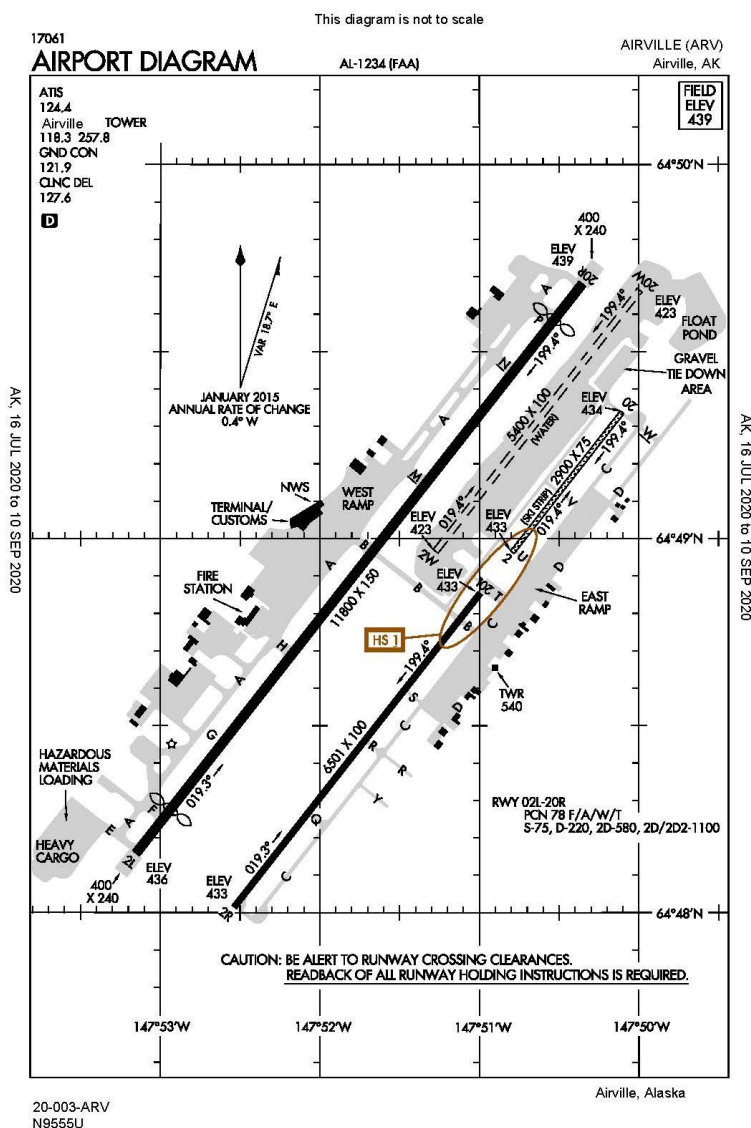 This diagram is not to scale
17061
AIRPORT DIAGRAM
AL-1234 (FAA)
AIRVILLE (ARV)
Airville, AK
ATIS
124.4
Airville TOWER
118.3 257.8
GND CON
121.9
CLNC DEL
127.6
D
FIELD
ELEV
439
64°50'N
400
X 240
ELEV
439
20R
A
P
199.4°
20W
199.4°
ELEV
423
FLOAT
POND
GRAVEL
TIE DOWN
AREA
VAR 18.7° E
JANUARY 2015
ANNUAL RATE OF CHANGE
0.4° W
IZ
A
M
5400 X 100
(WATER)
ELEV
434
20
W
199.4°
C
D
2900 X 75
(SKI STRIP)
019.4°
V
NWS
TERMINAL/
CUSTOMS
WEST
RAMP
019.4°
ELEV
423
2W
ELEV
433
2
U
64°49'N
B
A
ELEV
433
20L
T
B
B
C
D
D
EAST
RAMP
FIRE
STATION
11800 X 150
H
A
HS 1
199.4°
TWR
540
G
S
C
R
R
Y
D
6501 X 100
HAZARDOUS
MATERIALS
LOADING
019.3°
F
A
E
HEAVY
CARGO
2L
ELEV
436
400
X 240
ELEV
433
2R
019.3°
Q
C
RWY 02L-20R
PCN 78 F/A/W/T
S-75, D-220, 2D-580, 2D/2D2-1100
64°48'N
CAUTION: BE ALERT TO RUNWAY CROSSING CLEARANCES.
READBACK OF ALL RUNWAY HOLDING INSTRUCTIONS IS REQUIRED.
147°53'W
147°52'W
147°51'W
147°50'W
AK, 16 JUL 2020 to 10 SEP 2020
AK, 16 JUL 2020 to 10 SEP 2020
Airville, Alaska
20-003-ARV
N9555U